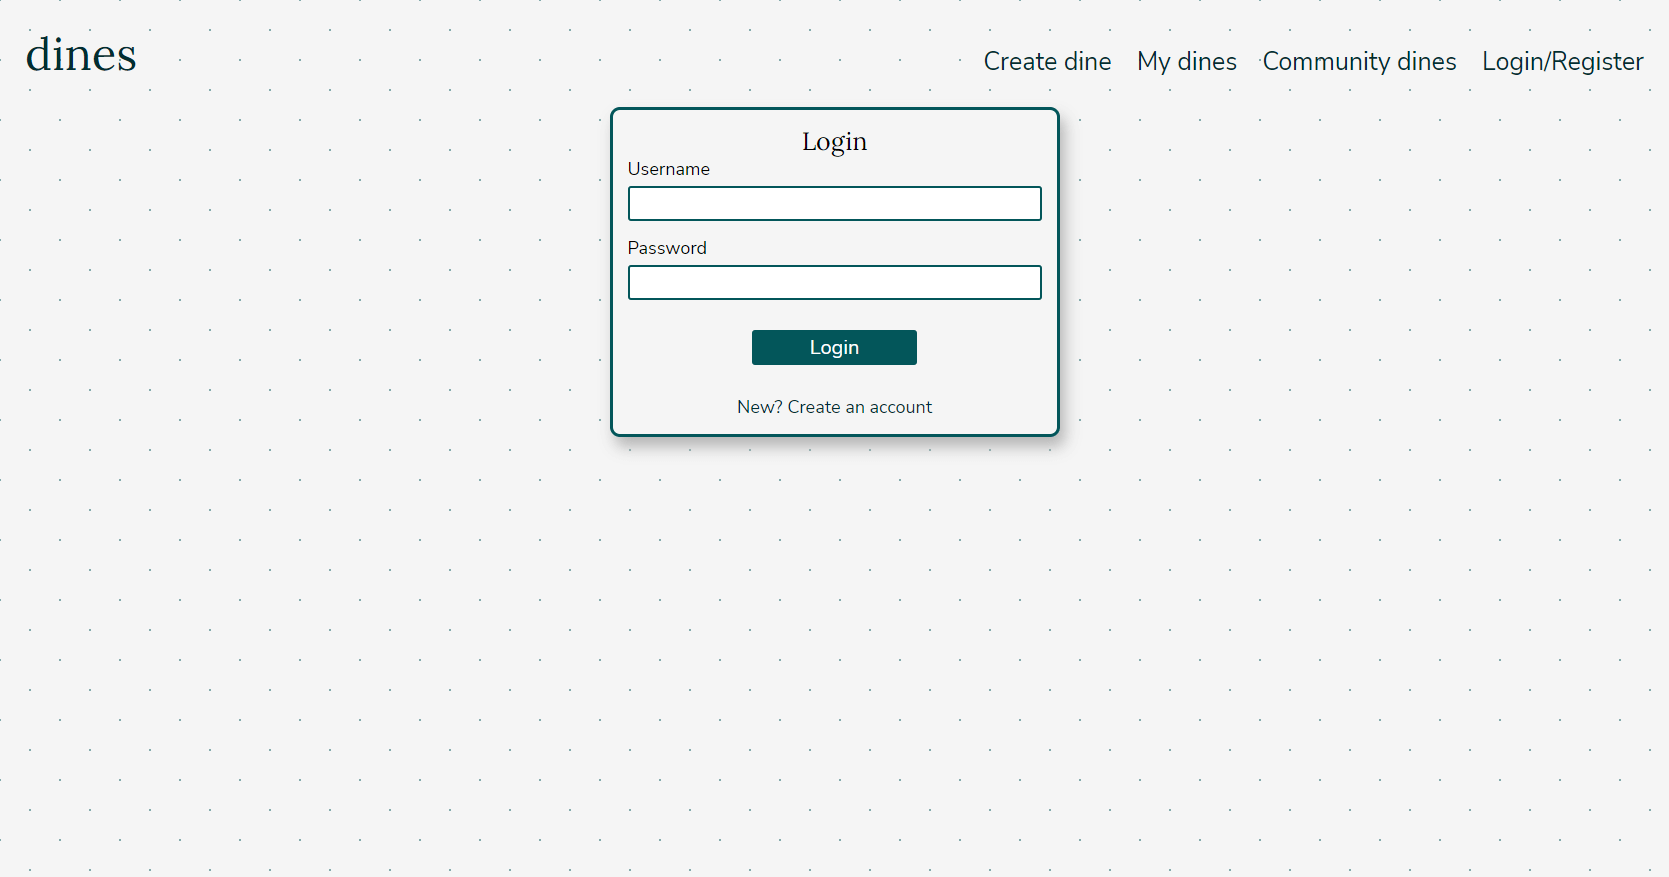 dines
Create dine My dines Community dines Login/Register
Login
Username
Password
Login
New? Create an account